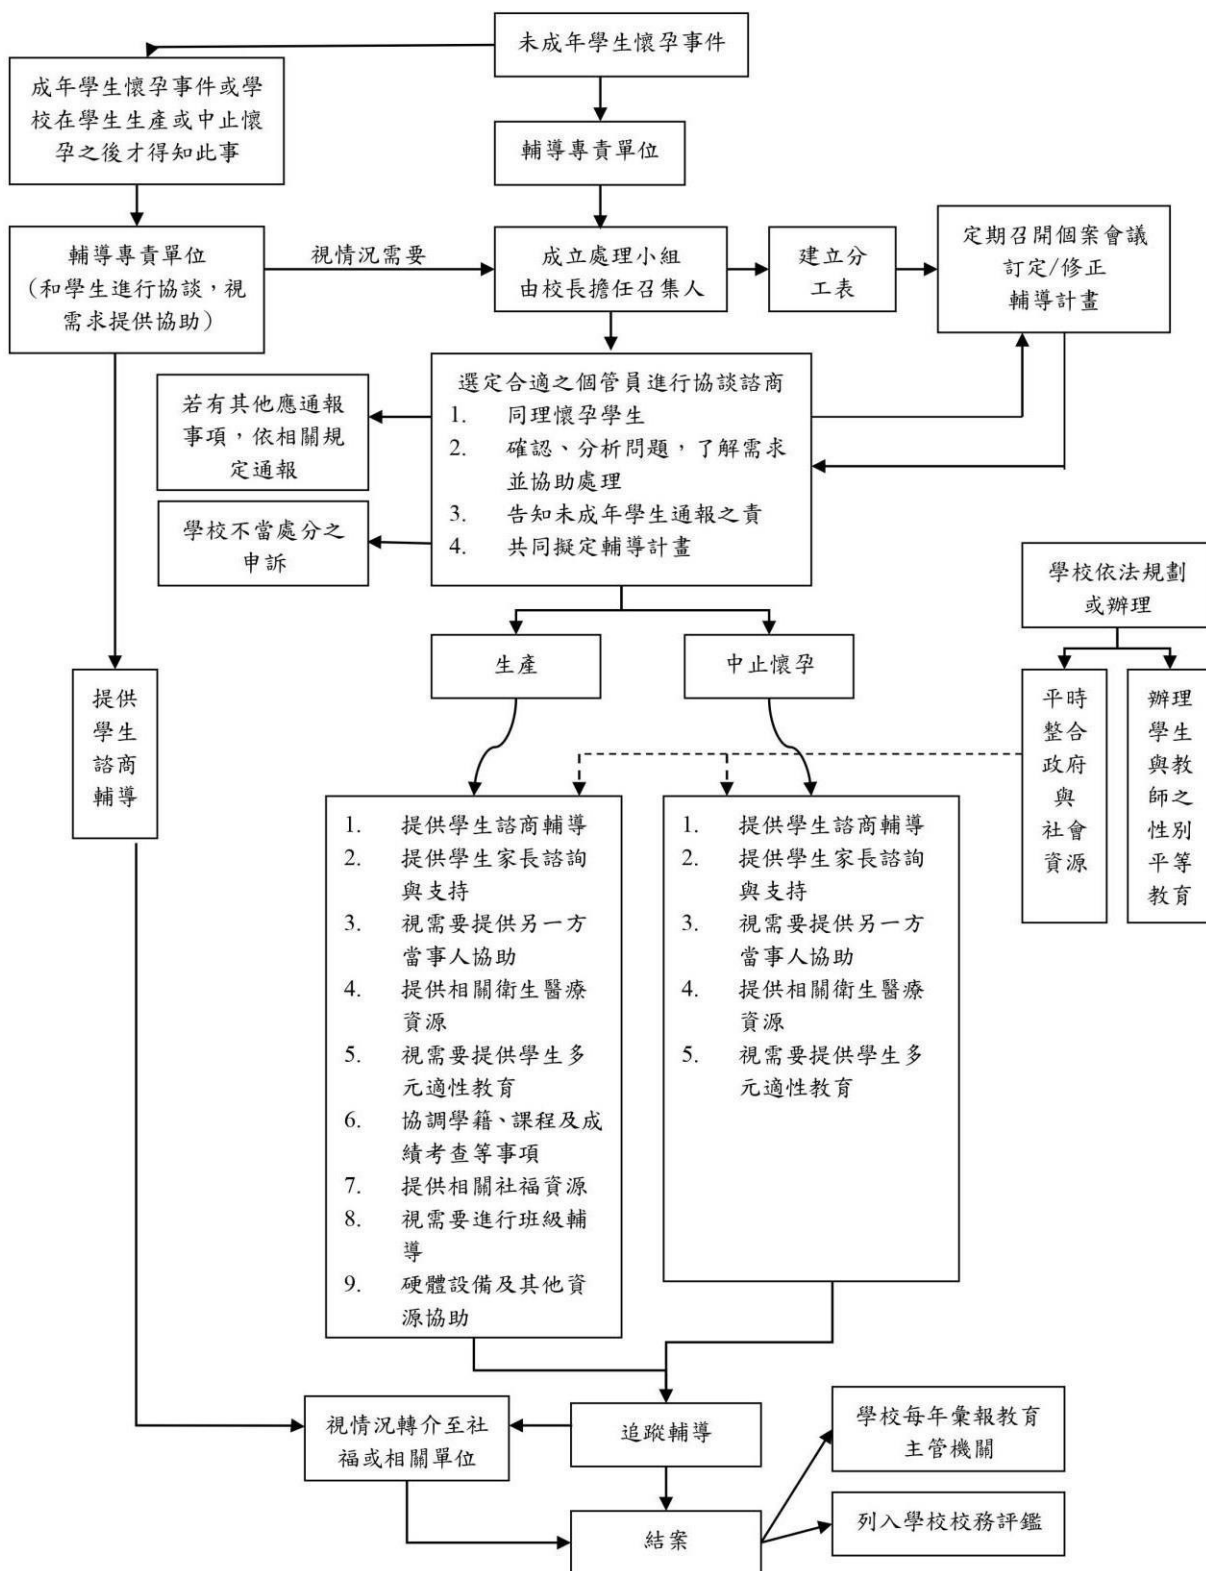 未成年學生懷孕事件
成年學生懷孕事件或學
校在學生生產或中止懷
孕之後才得知此事
輔導專責單位
輔導專責單位
（和學生進行協談，視
需求提供協助）
視情況需要
成立處理小組
由校長擔任召集人
建立分
工表
定期召開個案會議
訂定/修正
輔導計畫
選定合適之個管員進行協談諮商
1. 同理懷孕學生
2. 確認、分析問題，了解需求
並協助處理
3. 告知未成年學生通報之責
4. 共同擬定輔導計畫
若有其他應通報
事項，依相關規
定通報
學校不當處分之
申訴
學校依法規劃
或辦理
生產
中止懷孕
提供
學生
諮商
輔導
平時
整合
政府
與
社會
資源
辦理
學生
與教
師之
性別
平等
教育
1. 提供學生諮商輔導
2. 提供學生家長諮詢
與支持
3. 視需要提供另一方
當事人協助
4. 提供相關衛生醫療
資源
5. 視需要提供學生多
元適性教育
6. 協調學籍、課程及成
績考查等事項
7. 提供相關社福資源
8. 視需要進行班級輔
導
9. 硬體設備及其他資
源協助
1. 提供學生諮商輔導
2. 提供學生家長諮詢
與支持
3. 視需要提供另一方
當事人協助
4. 提供相關衛生醫療
資源
5. 視需要提供學生多
元適性教育
視情況轉介至社
福或相關單位
追蹤輔導
學校每年彙報教育
主管機關
結案
列入學校校務評鑑